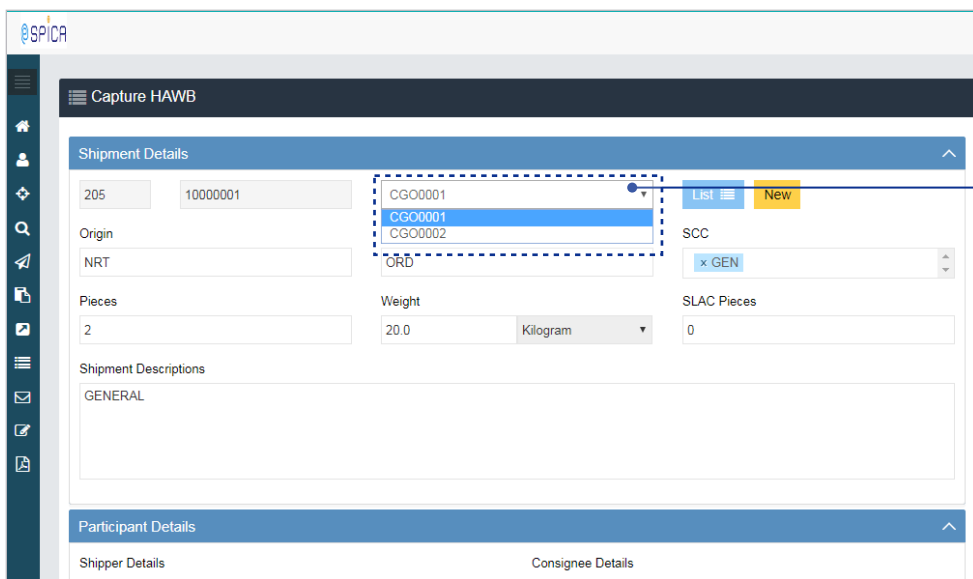 eSPiCA
Capture HAWB
Shipment Details
205 10000001 CGO0001 List New
CGO0001
CGO0002
Origin SCC
NRT ORD × GEN
Pieces Weight SLAC Pieces
2 20.0 Kilogram 0
Shipment Descriptions
GENERAL
Participant Details
Shipper Details Consignee Details